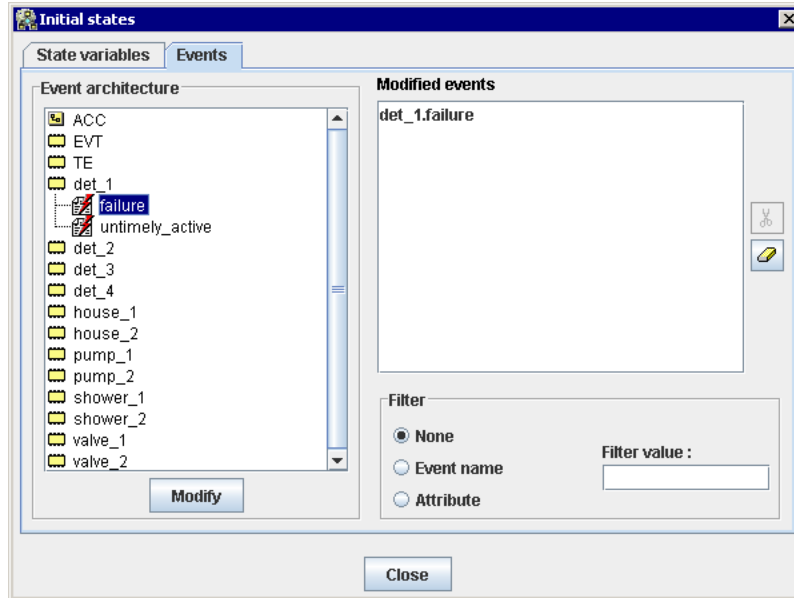 Initial states
State variables
Events
Event architecture
ACC
EVT
TE
det_1
failure
untimely_active
det_2
det_3
det_4
house_1
house_2
pump_1
pump_2
shower_1
shower_2
valve_1
valve_2
Modify
Modified events
det_1.failure
Filter
None
Event name
Attribute
Filter value :
Close